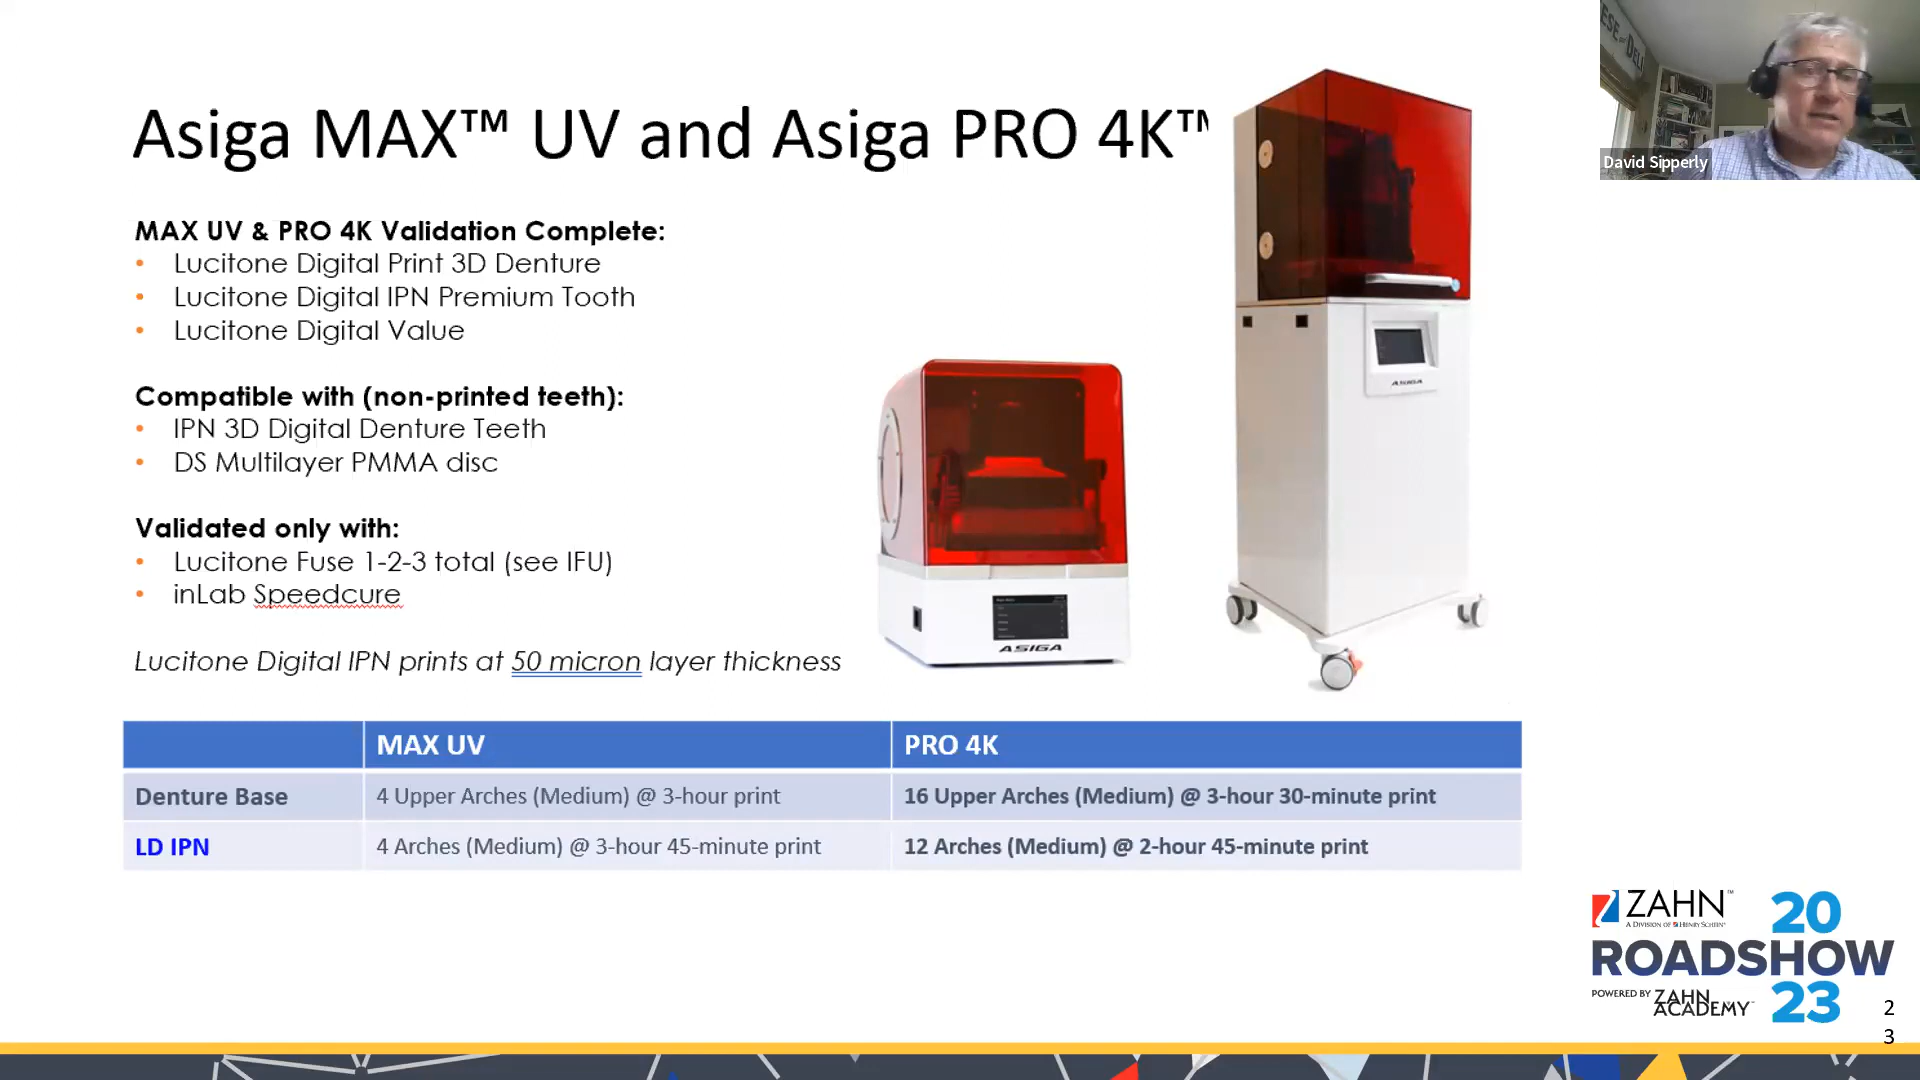 Asiga MAX™ UV and Asiga PRO 4K™
David Sipperly
MAX UV & PRO 4K Validation Complete:
• Lucitone Digital Print 3D Denture
• Lucitone Digital IPN Premium Tooth
• Lucitone Digital Value
Compatible with (non-printed teeth):
• IPN 3D Digital Denture Teeth
• DS Multilayer PMMA disc
Validated only with:
• Lucitone Fuse 1-2-3 total (see IFU)
• inLab Speedcure
Lucitone Digital IPN prints at 50 micron layer thickness
ASIGA
ASIGA
MAX UV PRO 4K
Denture Base 4 Upper Arches (Medium) @ 3-hour print 16 Upper Arches (Medium) @ 3-hour 30-minute print
LD IPN 4 Arches (Medium) @ 3-hour 45-minute print 12 Arches (Medium) @ 2-hour 45-minute print
ZAHN™
A DIVISION OF HENRY SCHEIN®
20
ROADSHOW
POWERED BY ZAHN ACADEMY™
23
2
3